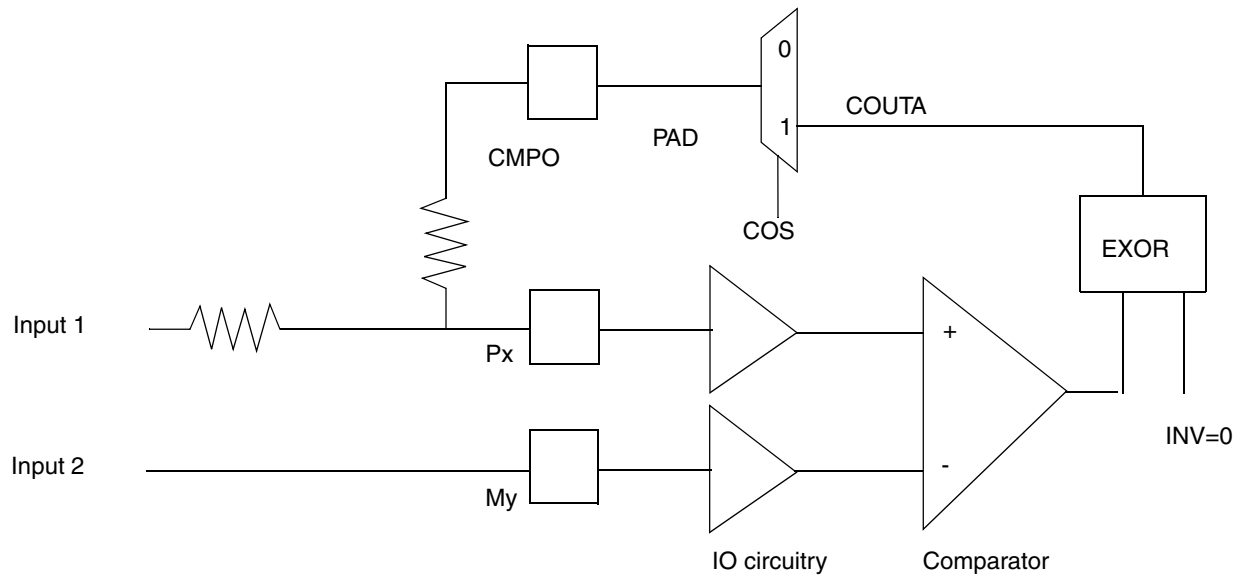 0
COUTA
1
PAD
CMPO
COS
EXOR
Input 1
+
Px
INV=0
Input 2
-
My
IO circuitry
Comparator